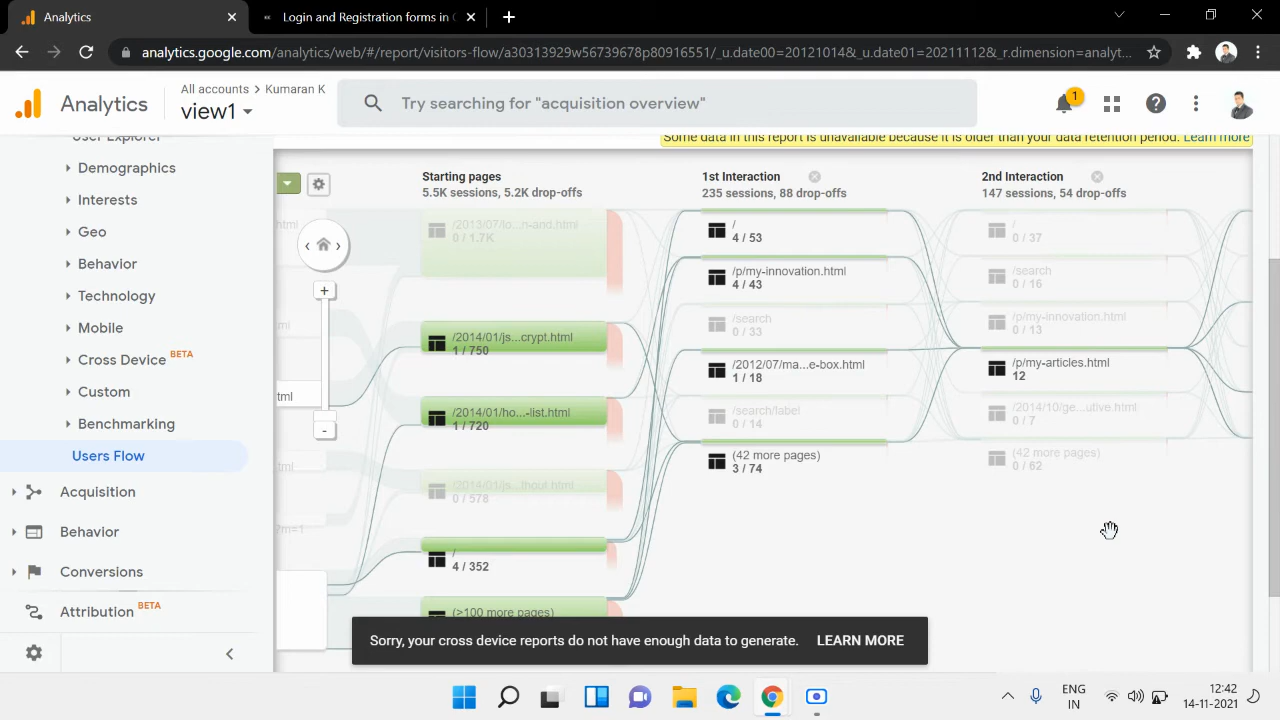 Analytics
Login and Registration forms in C
analytics.google.com/analytics/web/#/report/visitors-flow/a30313929w56739678p80916551/_u.date00=20121014&_u.date01=20211112&_r.dimension=analyt...
Analytics
All accounts > Kumaran K
view1
Try searching for "acquisition overview"
1
User Explorer
Demographics
Interests
Geo
Behavior
Technology
Mobile
Cross Device BETA
Custom
Benchmarking
Users Flow
Acquisition
Behavior
Conversions
Attribution BETA
Some data in this report is unavailable because it is older than your data retention period. Learn more
Starting pages
5.5K sessions, 5.2K drop-offs
/2013/07/lo...n-and.html
0 / 1.7K
/2014/01/js...crypt.html
1 / 750
/2014/01/ho...-list.html
1 / 720
/2014/01/js...thout.html
0 / 578
/
4 / 352
(>100 more pages)
1st Interaction
235 sessions, 88 drop-offs
/
4 / 53
/p/my-innovation.html
4 / 43
/search
0 / 33
/2012/07/ma...e-box.html
1 / 18
/search/label
0 / 14
(42 more pages)
3 / 74
2nd Interaction
147 sessions, 54 drop-offs
/
0 / 37
/search
0 / 16
/p/my-innovation.html
0 / 13
/p/my-articles.html
12
/2014/10/ge...utive.html
0 / 7
(42 more pages)
0 / 62
html
tml
tml
tml
?m=1
+
-
Sorry, your cross device reports do not have enough data to generate. LEARN MORE
ENG
IN
12:42
14-11-2021